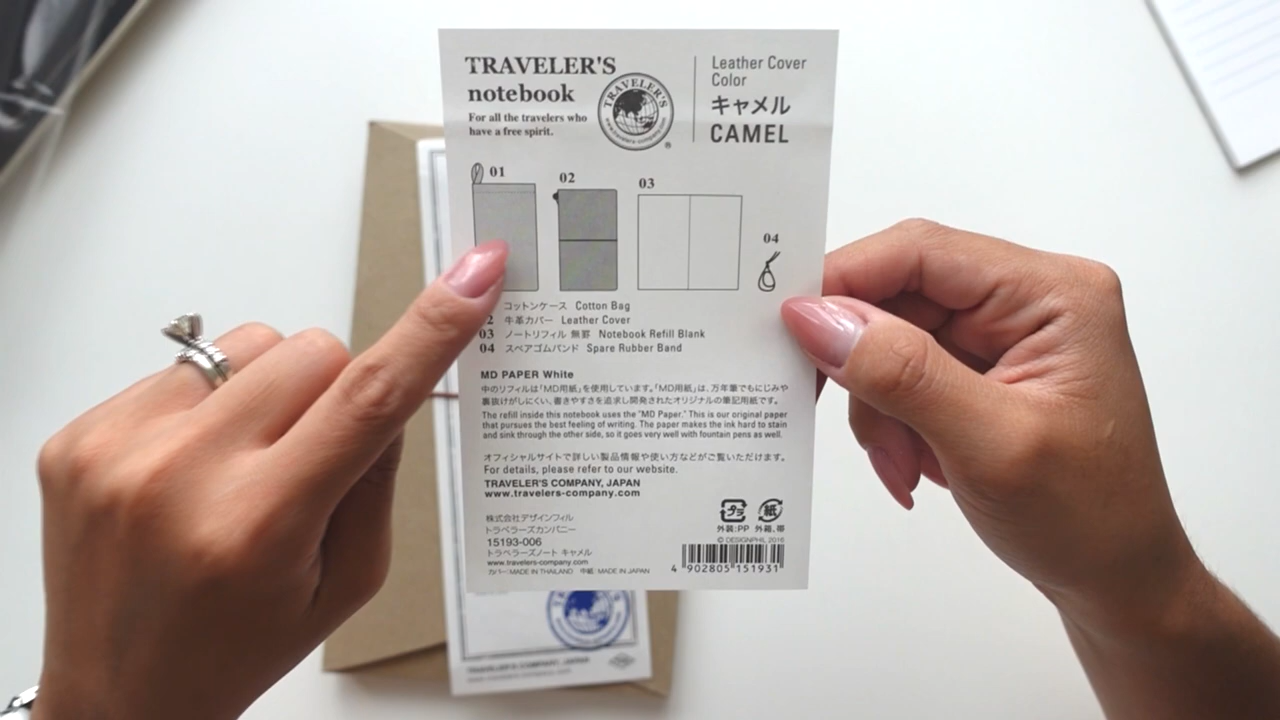 TRAVELER'S
notebook
For all the travelers who
have a free spirit.
TRAVELER'S
www.travelers-company.com
®
Leather Cover
Color
キャメル
CAMEL
01
02
03
04
コットンケース Cotton Bag
2 牛革カバー Leather Cover
03 ノートリフィル 無罫 Notebook Refill Blank
04 スペアゴムバンド Spare Rubber Band
MD PAPER White
中のリフィルは「MD用紙」を使用しています。「MD用紙」は、万年筆でもにじみや
裏抜けがしにくい、書きやすさを追求し開発されたオリジナルの筆記用紙です。
The refill inside this notebook uses the "MD Paper." This is our original paper
that pursues the best feeling of writing. The paper makes the ink hard to stain
and sink through the other side, so it goes very well with fountain pens as well.
オフィシャルサイトで詳しい製品情報や使い方などがご覧いただけます。
For details, please refer to our website.
TRAVELER'S COMPANY, JAPAN
www.travelers-company.com
株式会社デザインフィル
トラベラーズカンパニー
15193-006
トラベラーズノート キャメル
www.travelers-company.com
カバー：MADE IN THAILAND 中紙：MADE IN JAPAN
プラ
紙
外装：PP 外箱、帯
© DESIGNPHIL 2016
4 902805 151931
TRAVELER'S COMPANY, JAPAN